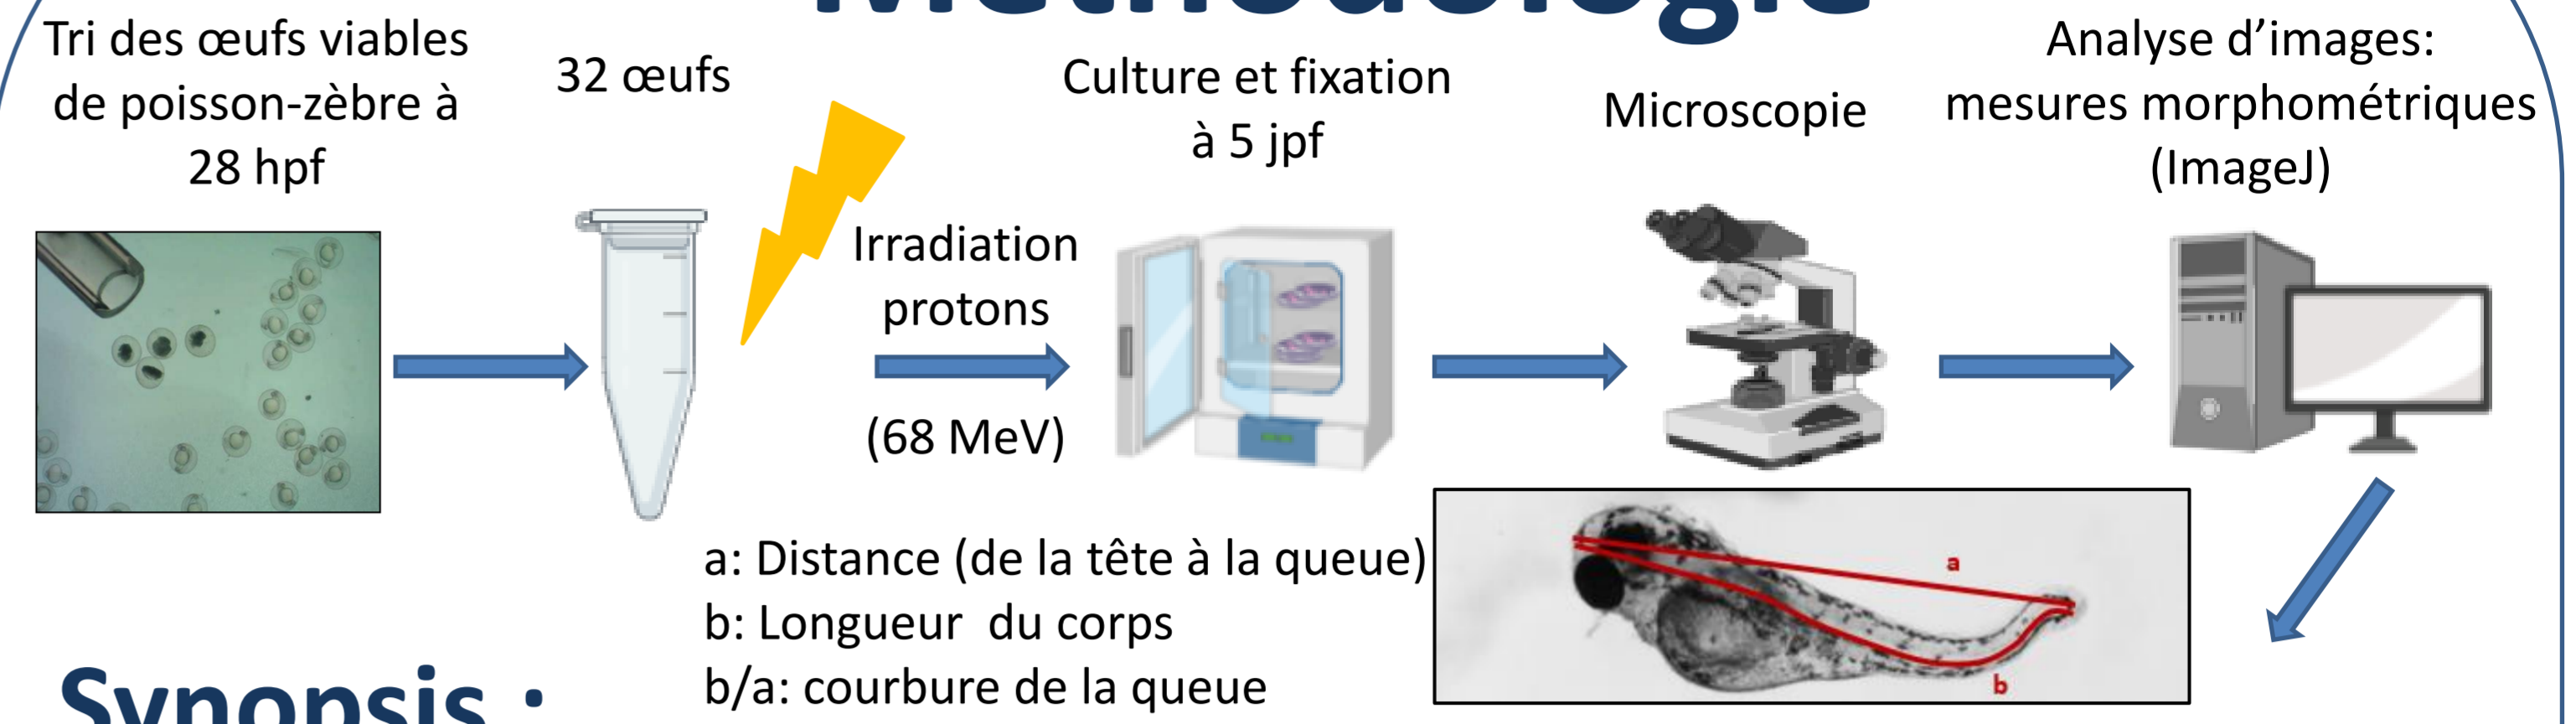 Méthodologie
Tri des œufs viables
de poisson-zèbre à
28 hpf
32 œufs
Irradiation
protons
(68 MeV)
Culture et fixation
à 5 jpf
Microscopie
Analyse d’images:
mesures morphométriques
(ImageJ)
a: Distance (de la tête à la queue)
b: Longueur  du corps
b/a: courbure de la queue
a
b
Synopsis :